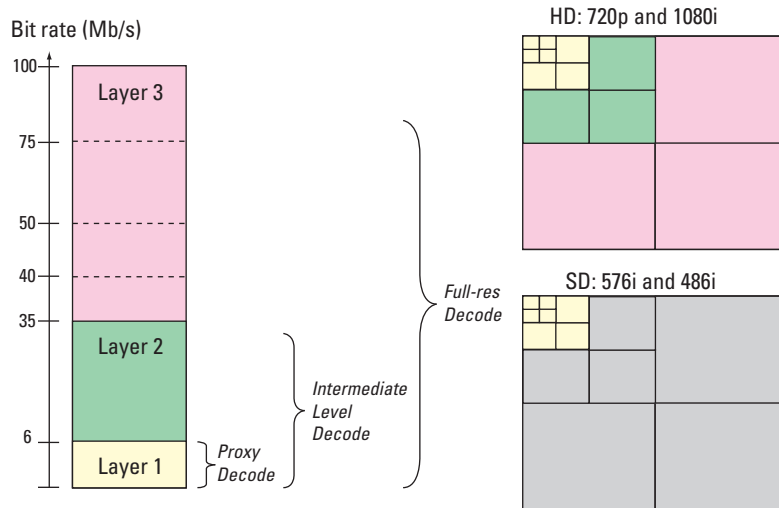 Bit rate (Mb/s)
100
75
50
40
35
6
Layer 3
Layer 2
Layer 1
Proxy
Decode
Intermediate
Level
Decode
Full-res
Decode
HD: 720p and 1080i
SD: 576i and 486i